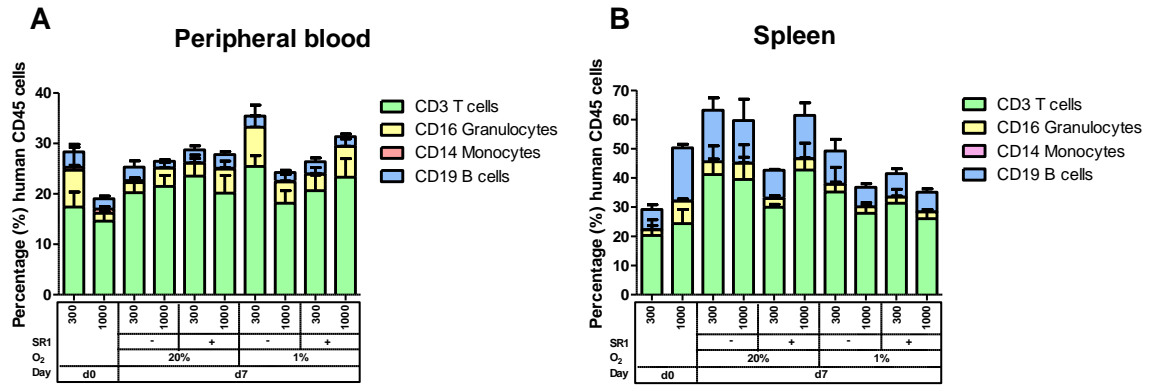 A
Peripheral blood
Percentage (%) human CD45 cells
40
30
20
10
0
CD3 T cells
CD16 Granulocytes
CD14 Monocytes
CD19 B cells
300 1000 300 1000 300 1000 300 1000 300 1000
SR1 - + - +
O2 20% 1%
Day d0 d7
B
Spleen
Percentage (%) human CD45 cells
70
60
50
40
30
20
10
0
CD3 T cells
CD16 Granulocytes
CD14 Monocytes
CD19 B cells
300 1000 300 1000 300 1000 300 1000 300 1000
SR1 - + - +
O2 20% 1%
Day d0 d7